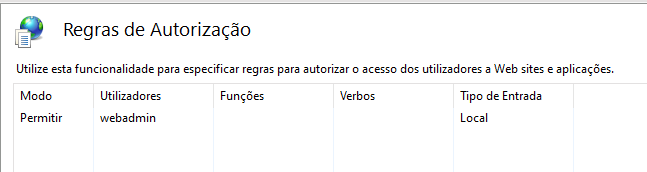 Regras de Autorização
Utilize esta funcionalidade para especificar regras para autorizar o acesso dos utilizadores a Web sites e aplicações.
Modo Utilizadores Funções Verbos Tipo de Entrada
Permitir webadmin Local